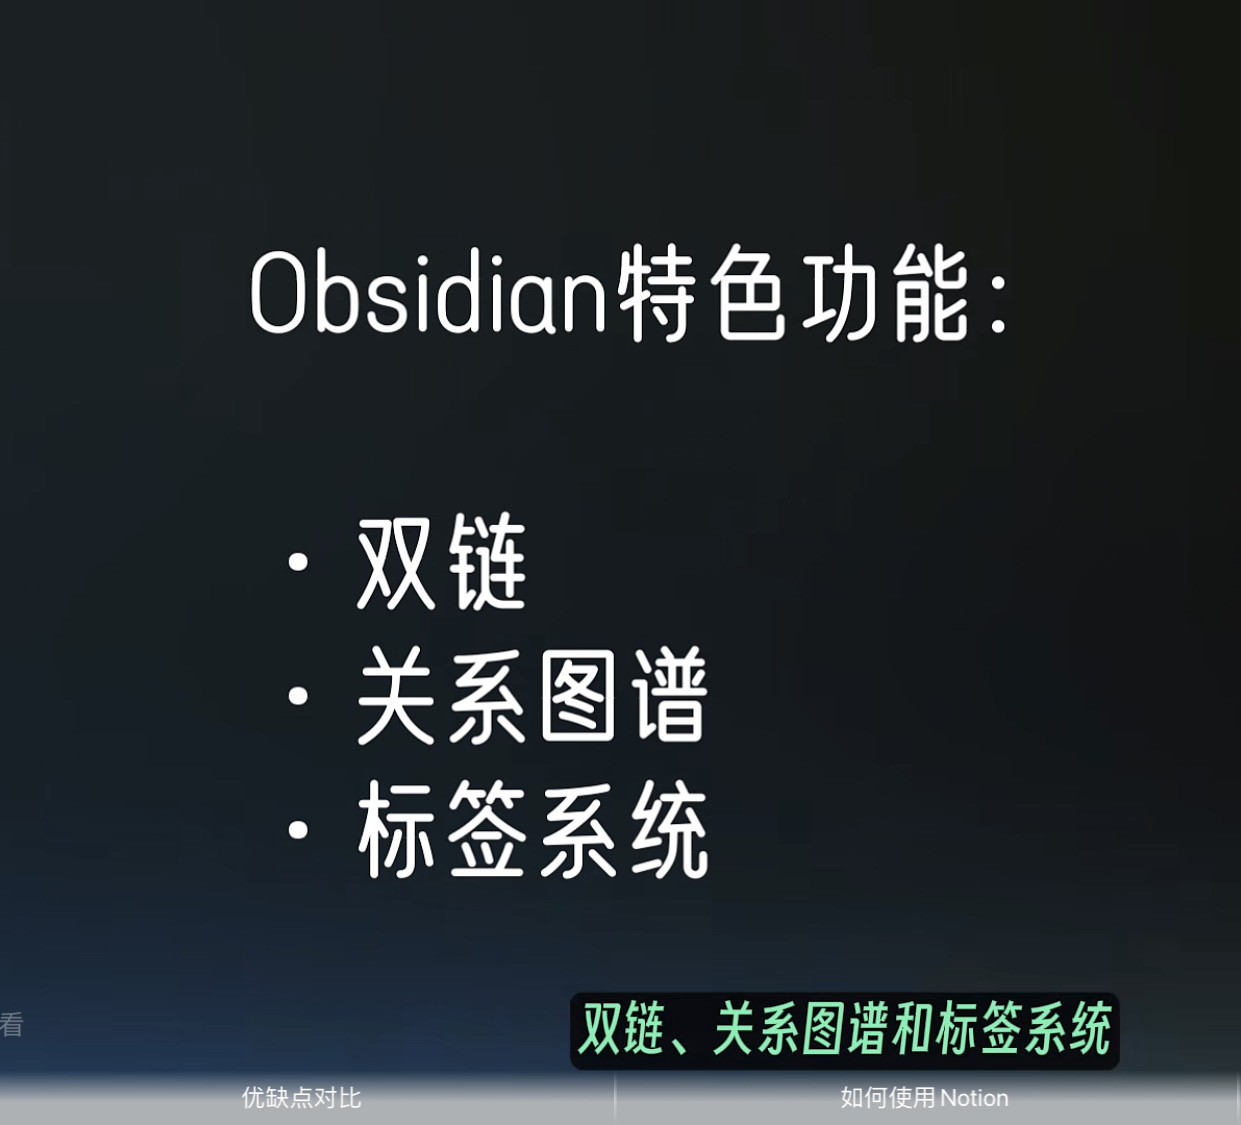 Obsidian特色功能:
• 双链
• 关系图谱
• 标签系统
看
双链、关系图谱和标签系统
优缺点对比
如何使用 Notion